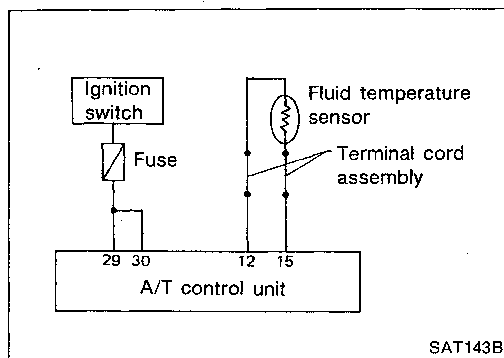 Ignition
switch
Fuse
Fluid temperature
sensor
Terminal cord
assembly
29 30 12 15
A/T control unit
SAT143B